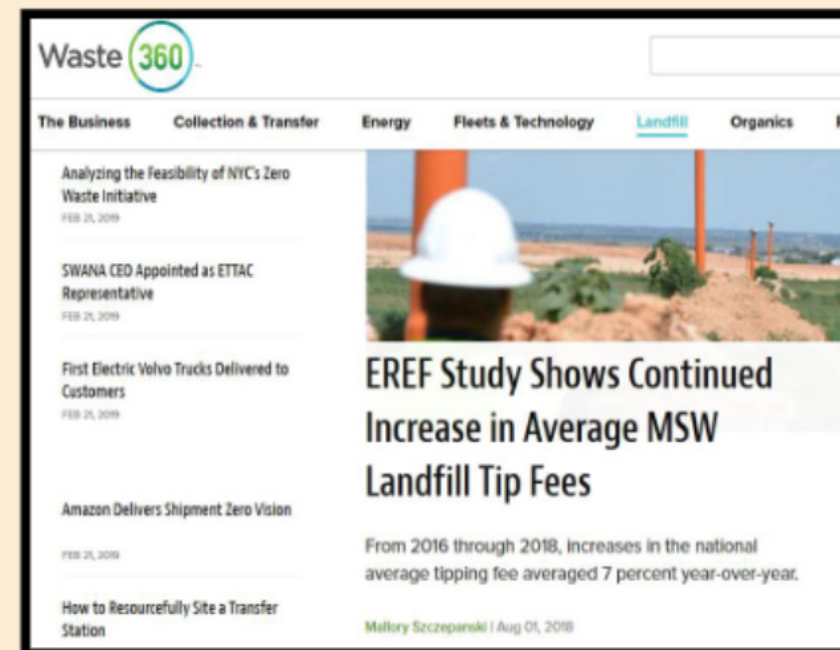 Waste 360
The Business Collection & Transfer Energy Fleets & Technology Landfill Organics
Analyzing the Feasibility of NYC's Zero
Waste Initiative
FEB 21, 2019
SWANA CEO Appointed as ETTAC
Representative
FEB 21, 2019
First Electric Volvo Trucks Delivered to
Customers
FEB 21, 2019
Amazon Delivers Shipment Zero Vision
FEB 21, 2019
How to Resourcefully Site a Transfer
Station
EREF Study Shows Continued
Increase in Average MSW
Landfill Tip Fees
From 2016 through 2018, increases in the national
average tipping fee averaged 7 percent year-over-year.
Mallory Szczepanski | Aug 01, 2018